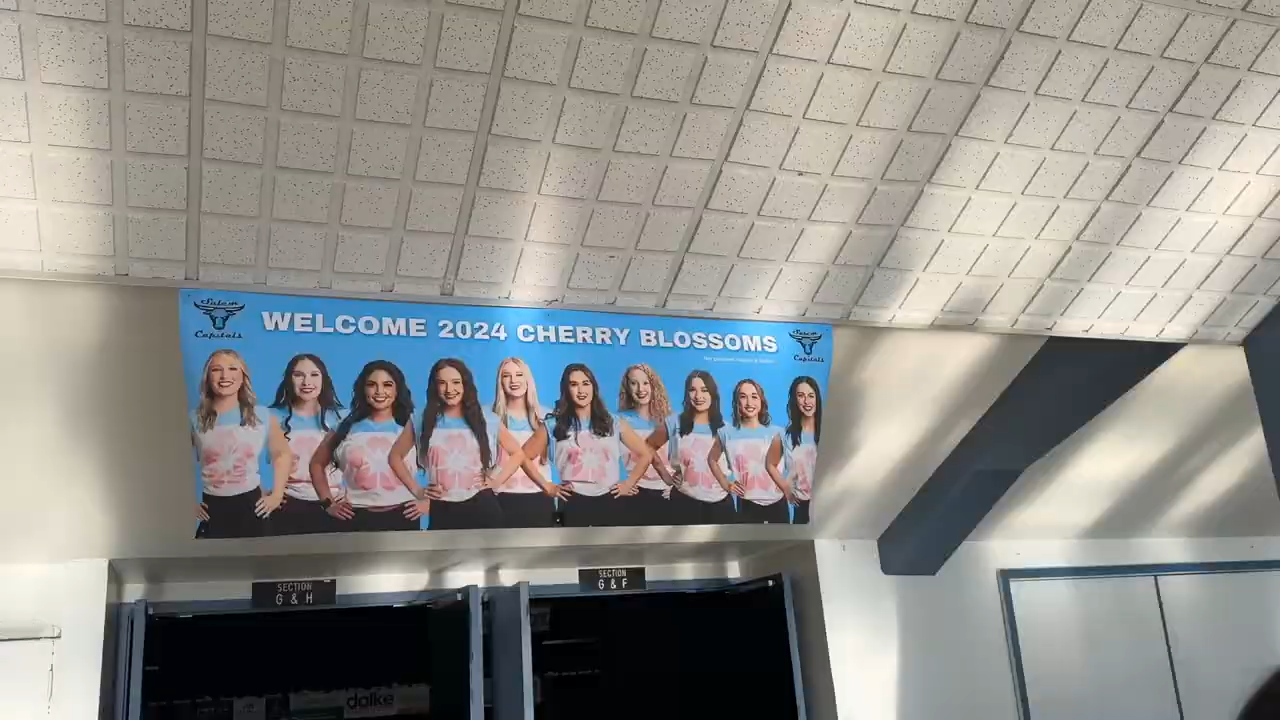 Salem
Capitals
WELCOME 2024 CHERRY BLOSSOMS
Salem
Capitals
SECTION
G & H
SECTION
G & F
dalke